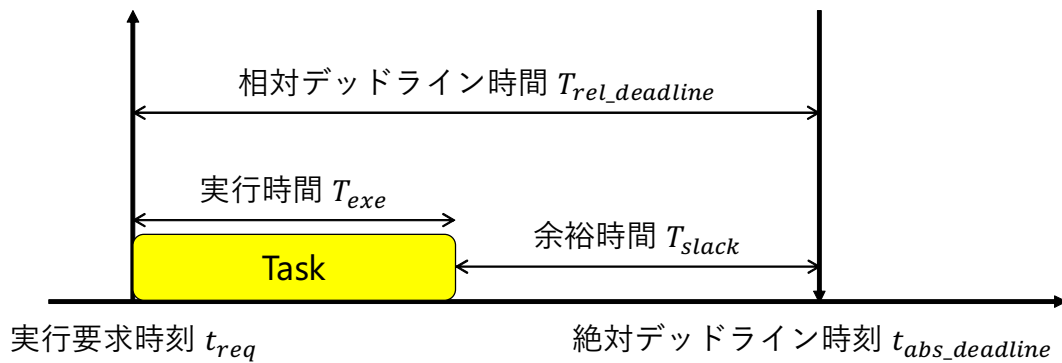 相対デッドライン時間 T_rel_deadline
実行時間 T_exe
余裕時間 T_slack
Task
実行要求時刻 t_req
絶対デッドライン時刻 t_abs_deadline